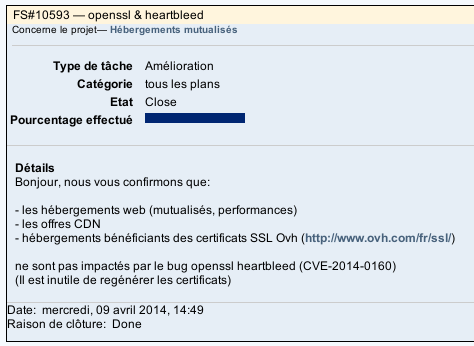 FS#10593 — openssl & heartbleed
Concerne le projet— Hébergements mutualisés
Type de tâche Amélioration
Catégorie tous les plans
Etat Close
Pourcentage effectué
Détails
Bonjour, nous vous confirmons que:
- les hébergements web (mutualisés, performances)
- les offres CDN
- hébergements bénéficiants des certificats SSL Ovh (http://www.ovh.com/fr/ssl/)
ne sont pas impactés par le bug openssl heartbleed (CVE-2014-0160)
(Il est inutile de regénérer les certificats)
Date: mercredi, 09 avril 2014, 14:49
Raison de clôture: Done